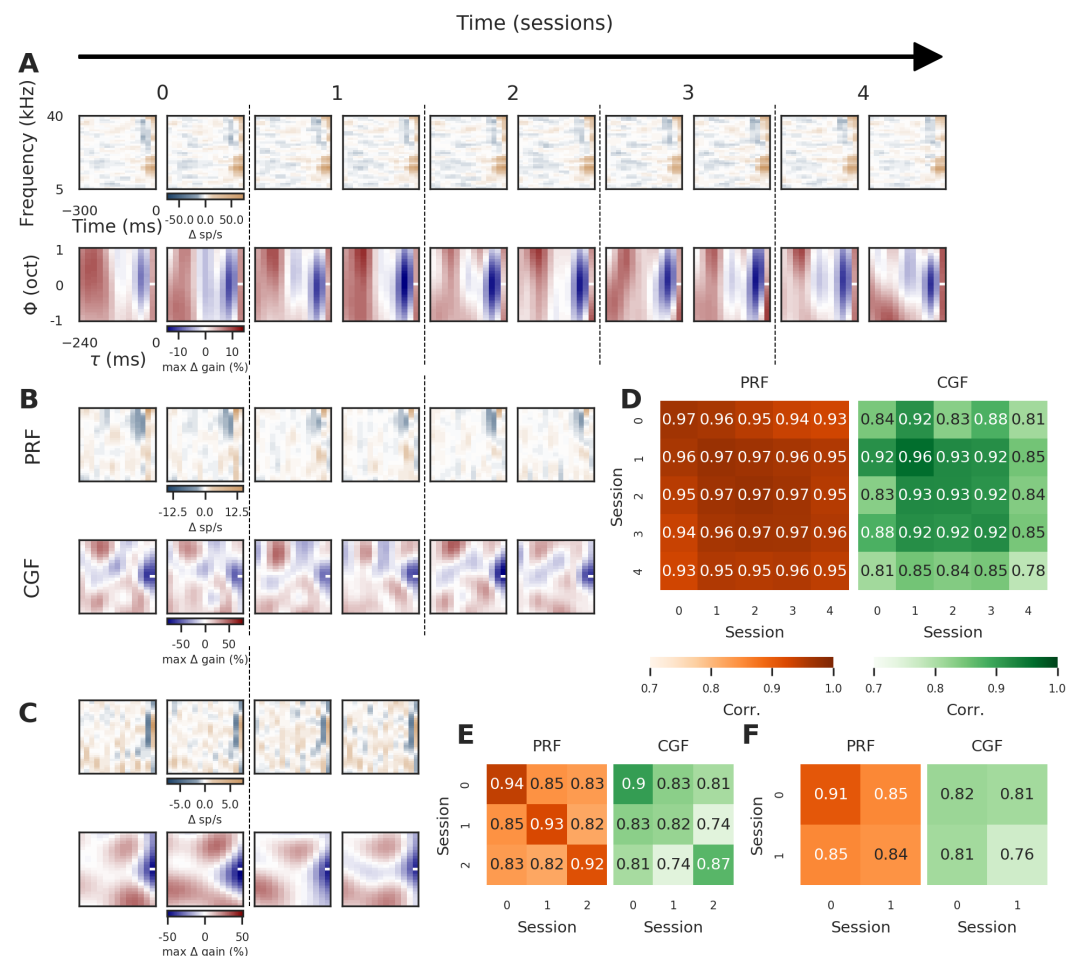 Time (sessions)
A
0 1 2 3 4
Frequency (kHz)
40
5
−300 0
Time (ms)
-50.0 0.0 50.0
Δ sp/s
Φ (oct)
1
0
-1
−240 0
τ (ms)
-10 0 10
max Δ gain (%)
B
PRF
-12.5 0.0 12.5
Δ sp/s
CGF
-50 0 50
max Δ gain (%)
C
-5.0 0.0 5.0
Δ sp/s
-50 0 50
max Δ gain (%)
D
PRF CGF
Session
0 0.97 0.96 0.95 0.94 0.93 0.84 0.92 0.83 0.88 0.81
1 0.96 0.97 0.97 0.96 0.95 0.92 0.96 0.93 0.92 0.85
2 0.95 0.97 0.97 0.97 0.95 0.83 0.93 0.93 0.92 0.84
3 0.94 0.96 0.97 0.97 0.96 0.88 0.92 0.92 0.92 0.85
4 0.93 0.95 0.95 0.96 0.95 0.81 0.85 0.84 0.85 0.78
0 1 2 3 4 0 1 2 3 4
Session Session
0.7 0.8 0.9 1.0 0.7 0.8 0.9 1.0
Corr. Corr.
E
PRF CGF
Session
0 0.94 0.85 0.83 0.9 0.83 0.81
1 0.85 0.93 0.82 0.83 0.82 0.74
2 0.83 0.82 0.92 0.81 0.74 0.87
0 1 2 0 1 2
Session Session
F
PRF CGF
Session
0 0.91 0.85 0.82 0.81
1 0.85 0.84 0.81 0.76
0 1 0 1
Session Session